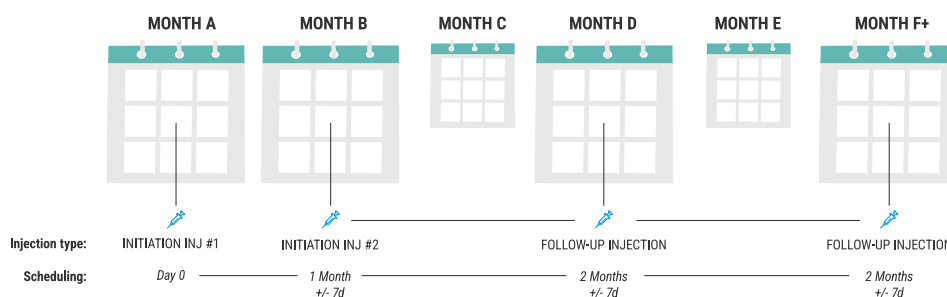 MONTH A MONTH B MONTH C MONTH D MONTH E MONTH F+
Injection type: INITIATION INJ #1 INITIATION INJ #2 FOLLOW-UP INJECTION FOLLOW-UP INJECTION
Scheduling: Day 0 1 Month 2 Months 2 Months
+/- 7d +/- 7d +/- 7d